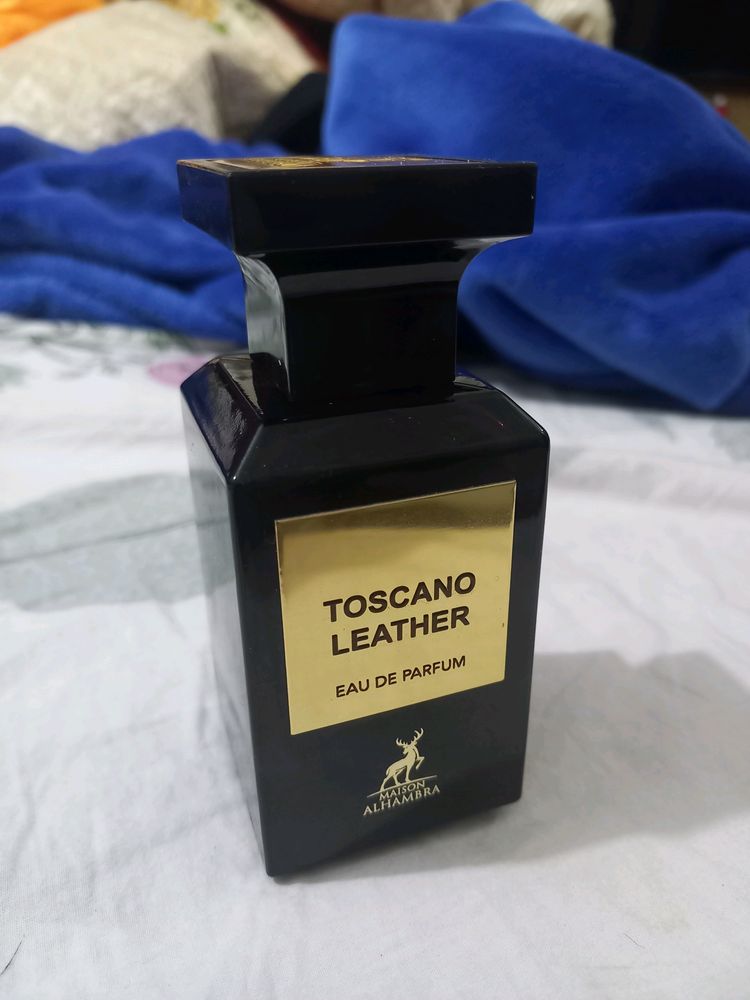 TOSCANO
LEATHER
EAU DE PARFUM
MAISON
ALHAMBRA